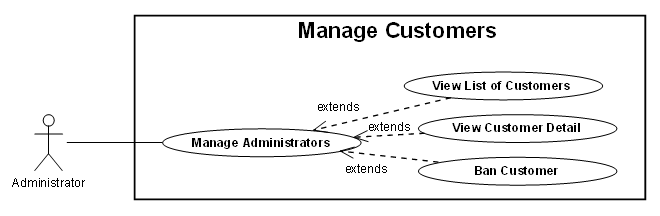 Manage Customers
View List of Customers
extends
View Customer Detail
extends
Manage Administrators
Ban Customer
extends
Administrator